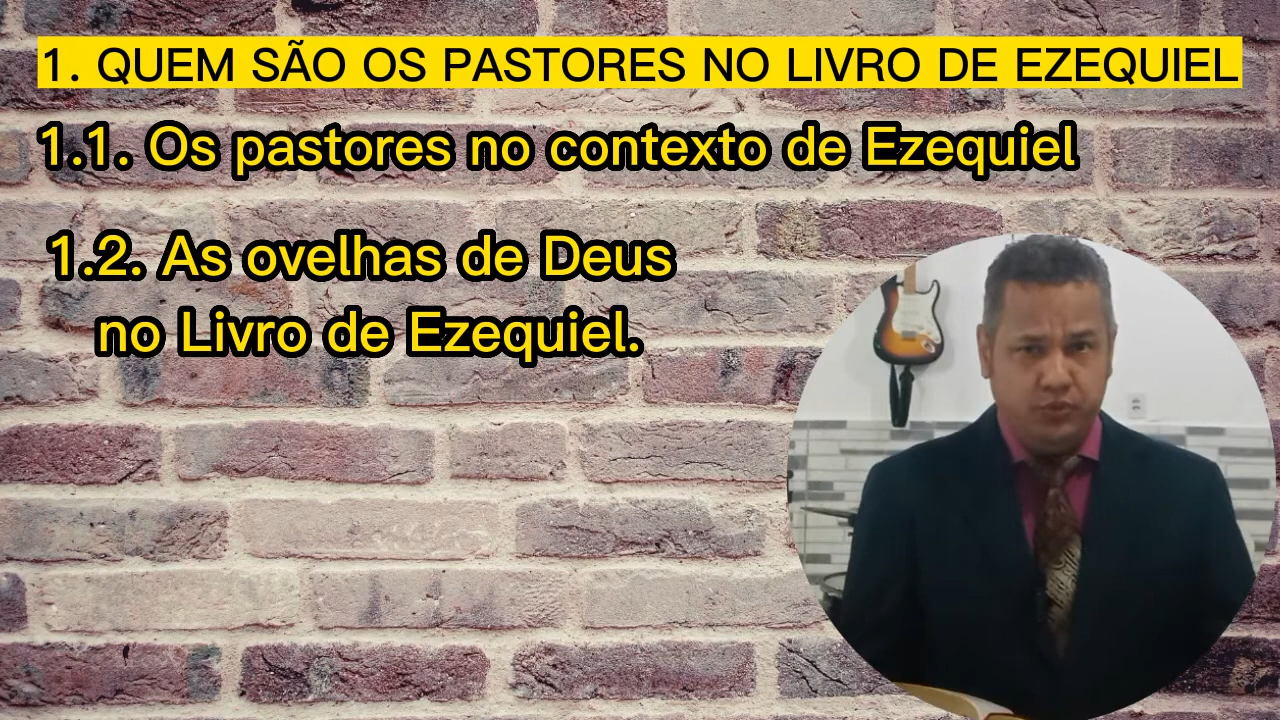 1. QUEM SÃO OS PASTORES NO LIVRO DE EZEQUIEL
1.1. Os pastores no contexto de Ezequiel
1.2. As ovelhas de Deus
no Livro de Ezequiel.